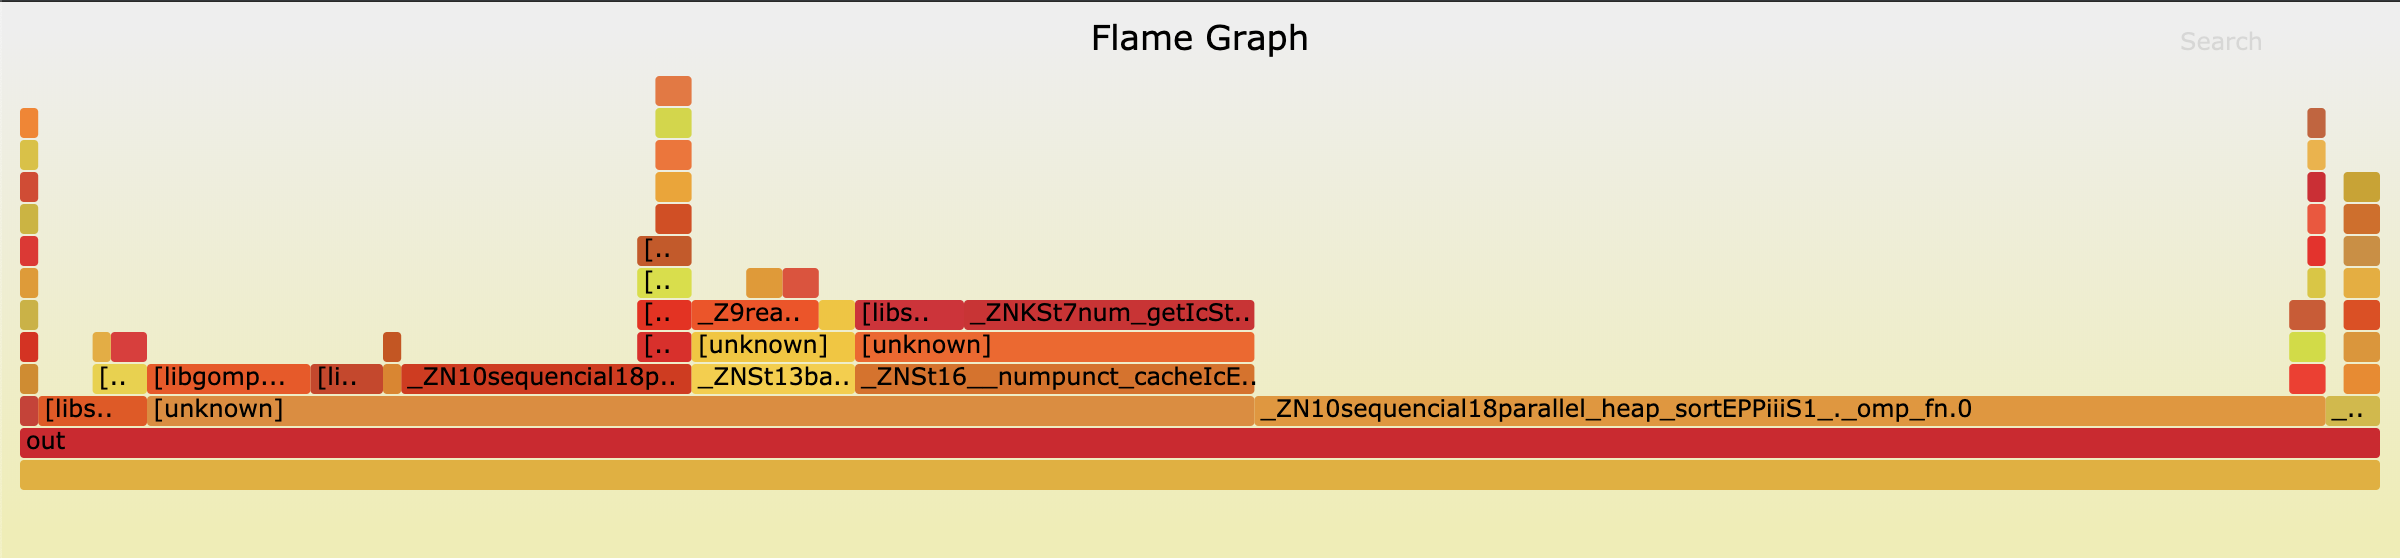 Flame Graph
Search
[..
[..
[.. _Z9rea.. [libs.. _ZNKSt7num_getIcSt..
[.. [unknown] [unknown]
[.. [libgomp... [li.. _ZN10sequencial18p.. _ZNSt13ba.. _ZNSt16__numpunct_cacheIcE..
[libs.. [unknown] _ZN10sequencial18parallel_heap_sortEPPiiiS1_._omp_fn.0 _..
out